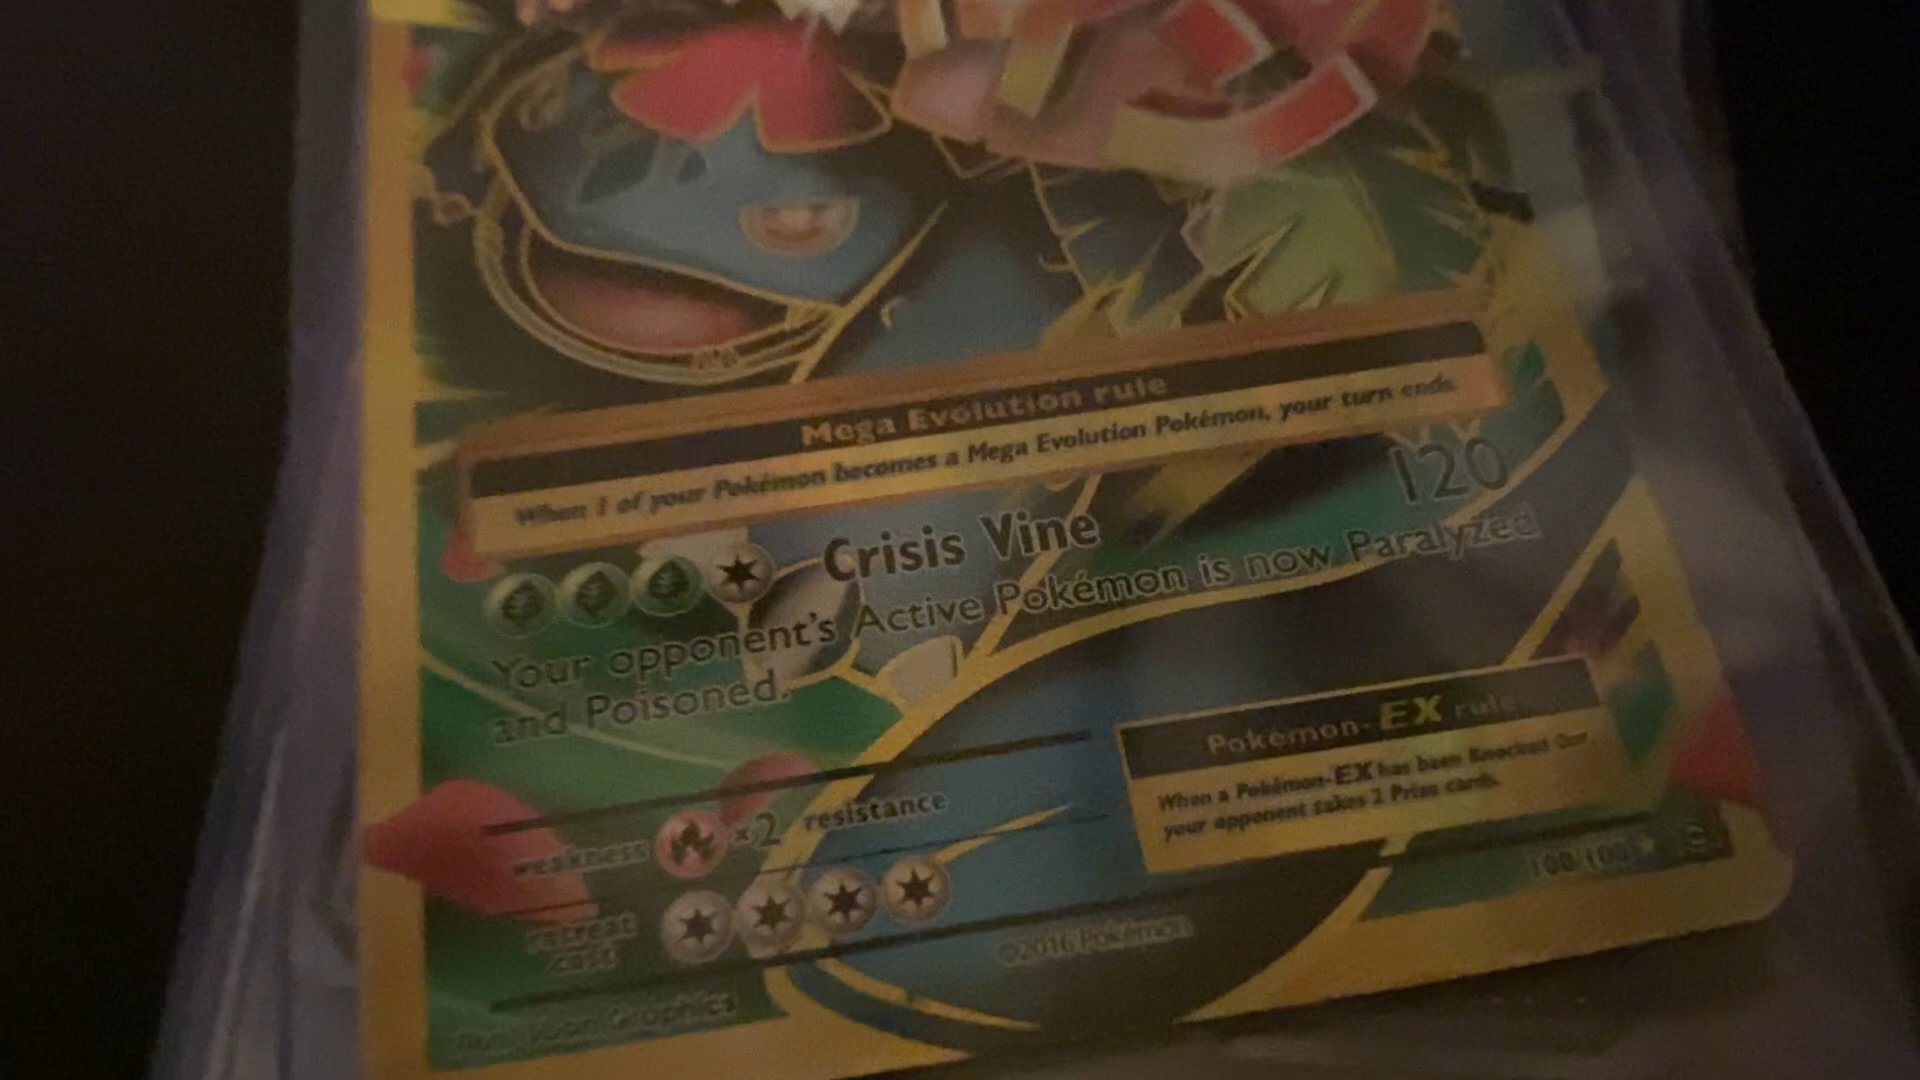 Mega Evolution rule
When 1 of your Pokémon becomes a Mega Evolution Pokémon, your turn ends.
Crisis Vine 120
Your opponent's Active Pokémon is now Paralyzed
and Poisoned.
Pokémon-EX rule
When a Pokémon-EX has been Knocked Out,
your opponent takes 2 Prize cards.
weakness ×2 resistance
100/108
retreat
cost
©2016 Pokémon
Graphics